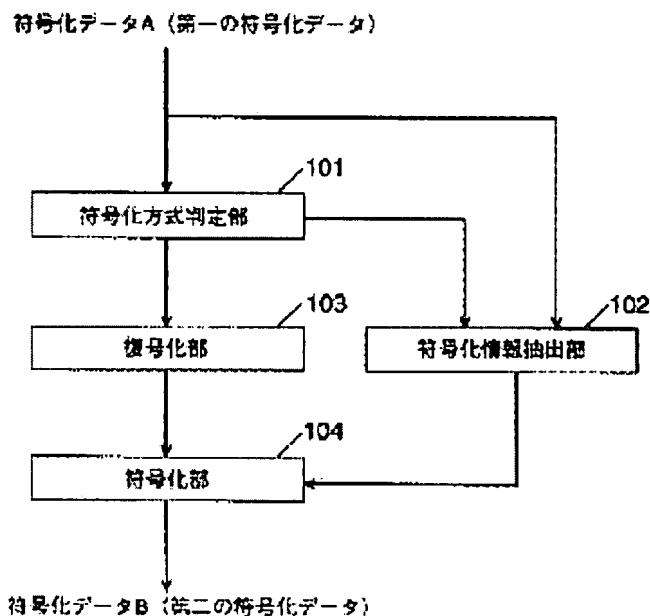 符号化データA（第一の符号化データ）
101
符号化方式判定部
103
復号化部
102
符号化情報抽出部
104
符号化部
符号化データB（第二の符号化データ）